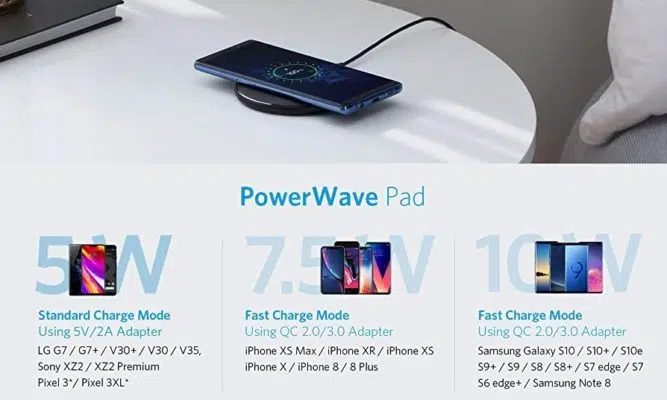 PowerWave Pad
5W
7.5W
10W
Standard Charge Mode
Using 5V/2A Adapter
LG G7 / G7+ / V30+ / V30 / V35,
Sony XZ2 / XZ2 Premium
Pixel 3*/ Pixel 3XL*
Fast Charge Mode
Using QC 2.0/3.0 Adapter
iPhone XS Max / iPhone XR / iPhone XS
iPhone X / iPhone 8 / 8 Plus
Fast Charge Mode
Using QC 2.0/3.0 Adapter
Samsung Galaxy S10 / S10+ / S10e
S9+ / S9 / S8 / S8+ / S7 edge / S7
S6 edge+ / Samsung Note 8